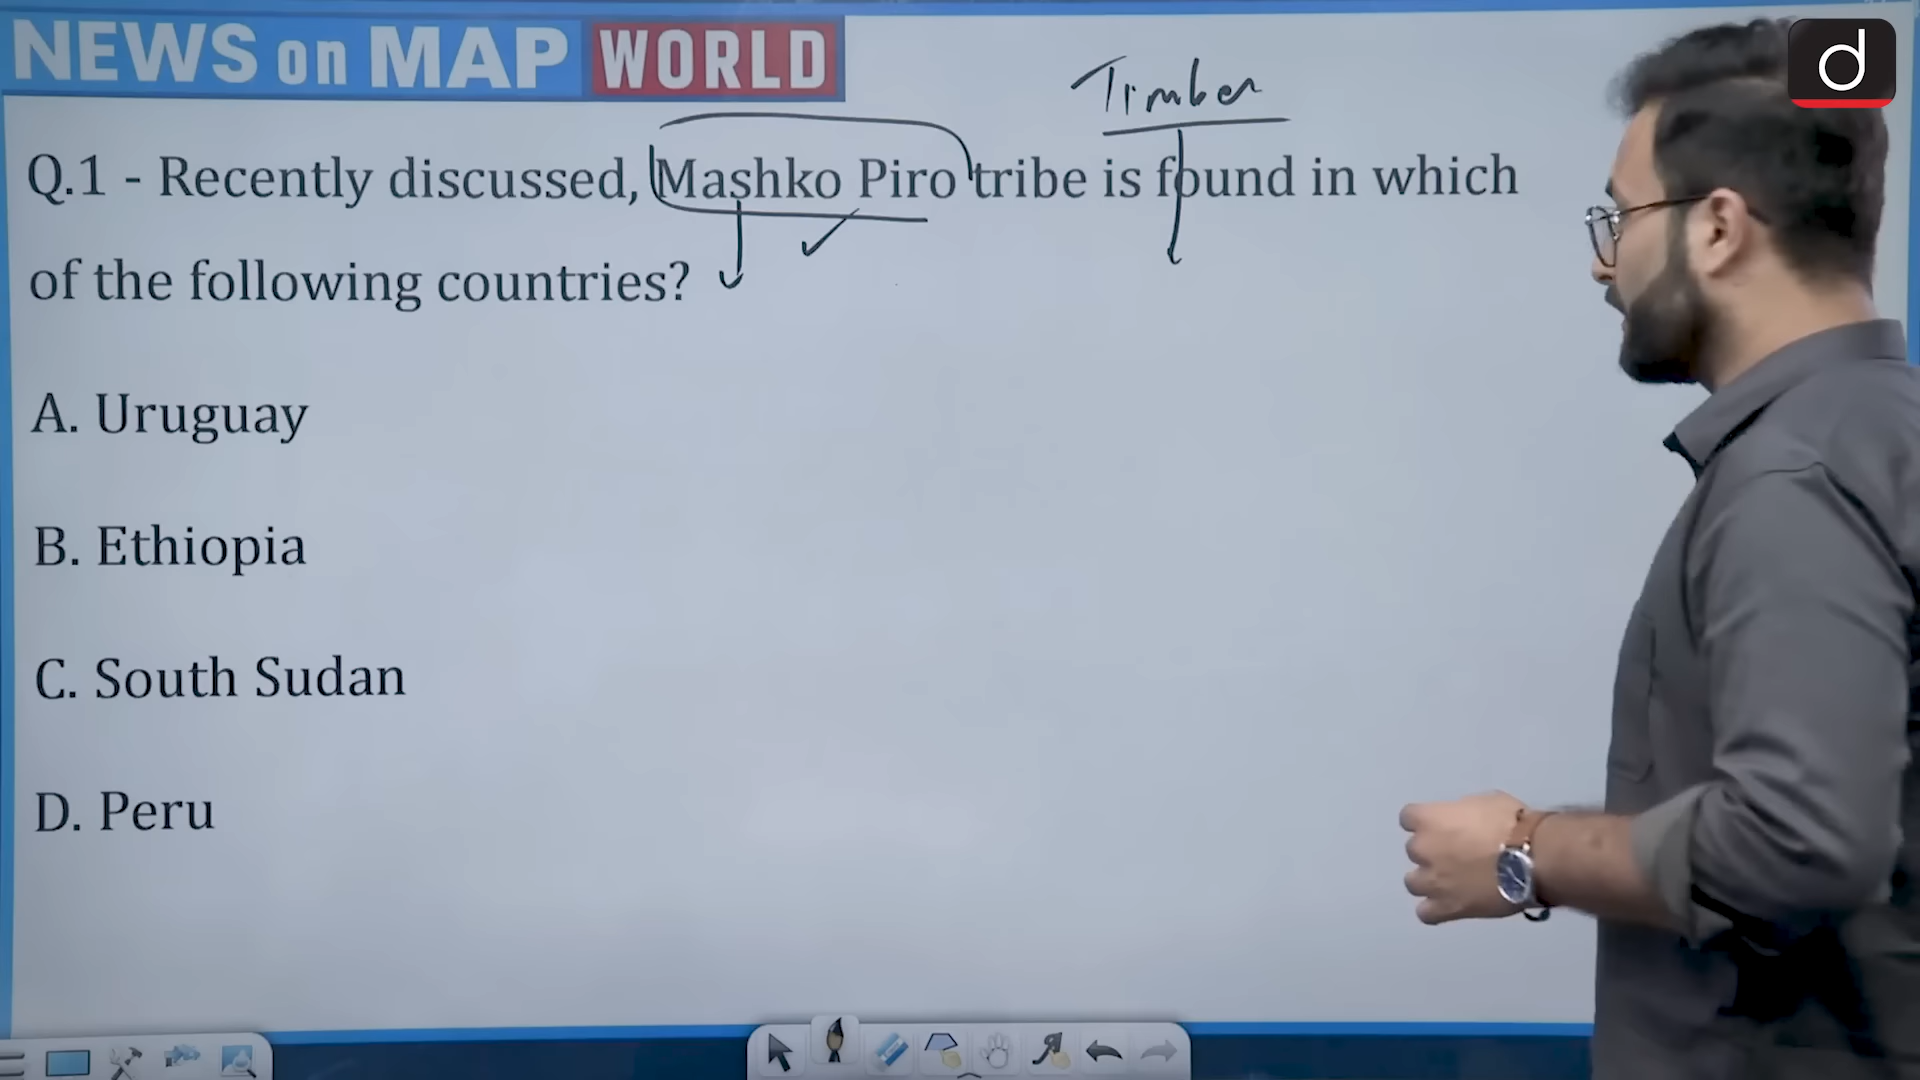 NEWS on MAP WORLD
d
Timber
Q.1 - Recently discussed, Mashko Piro tribe is found in which
of the following countries?
A. Uruguay
B. Ethiopia
C. South Sudan
D. Peru